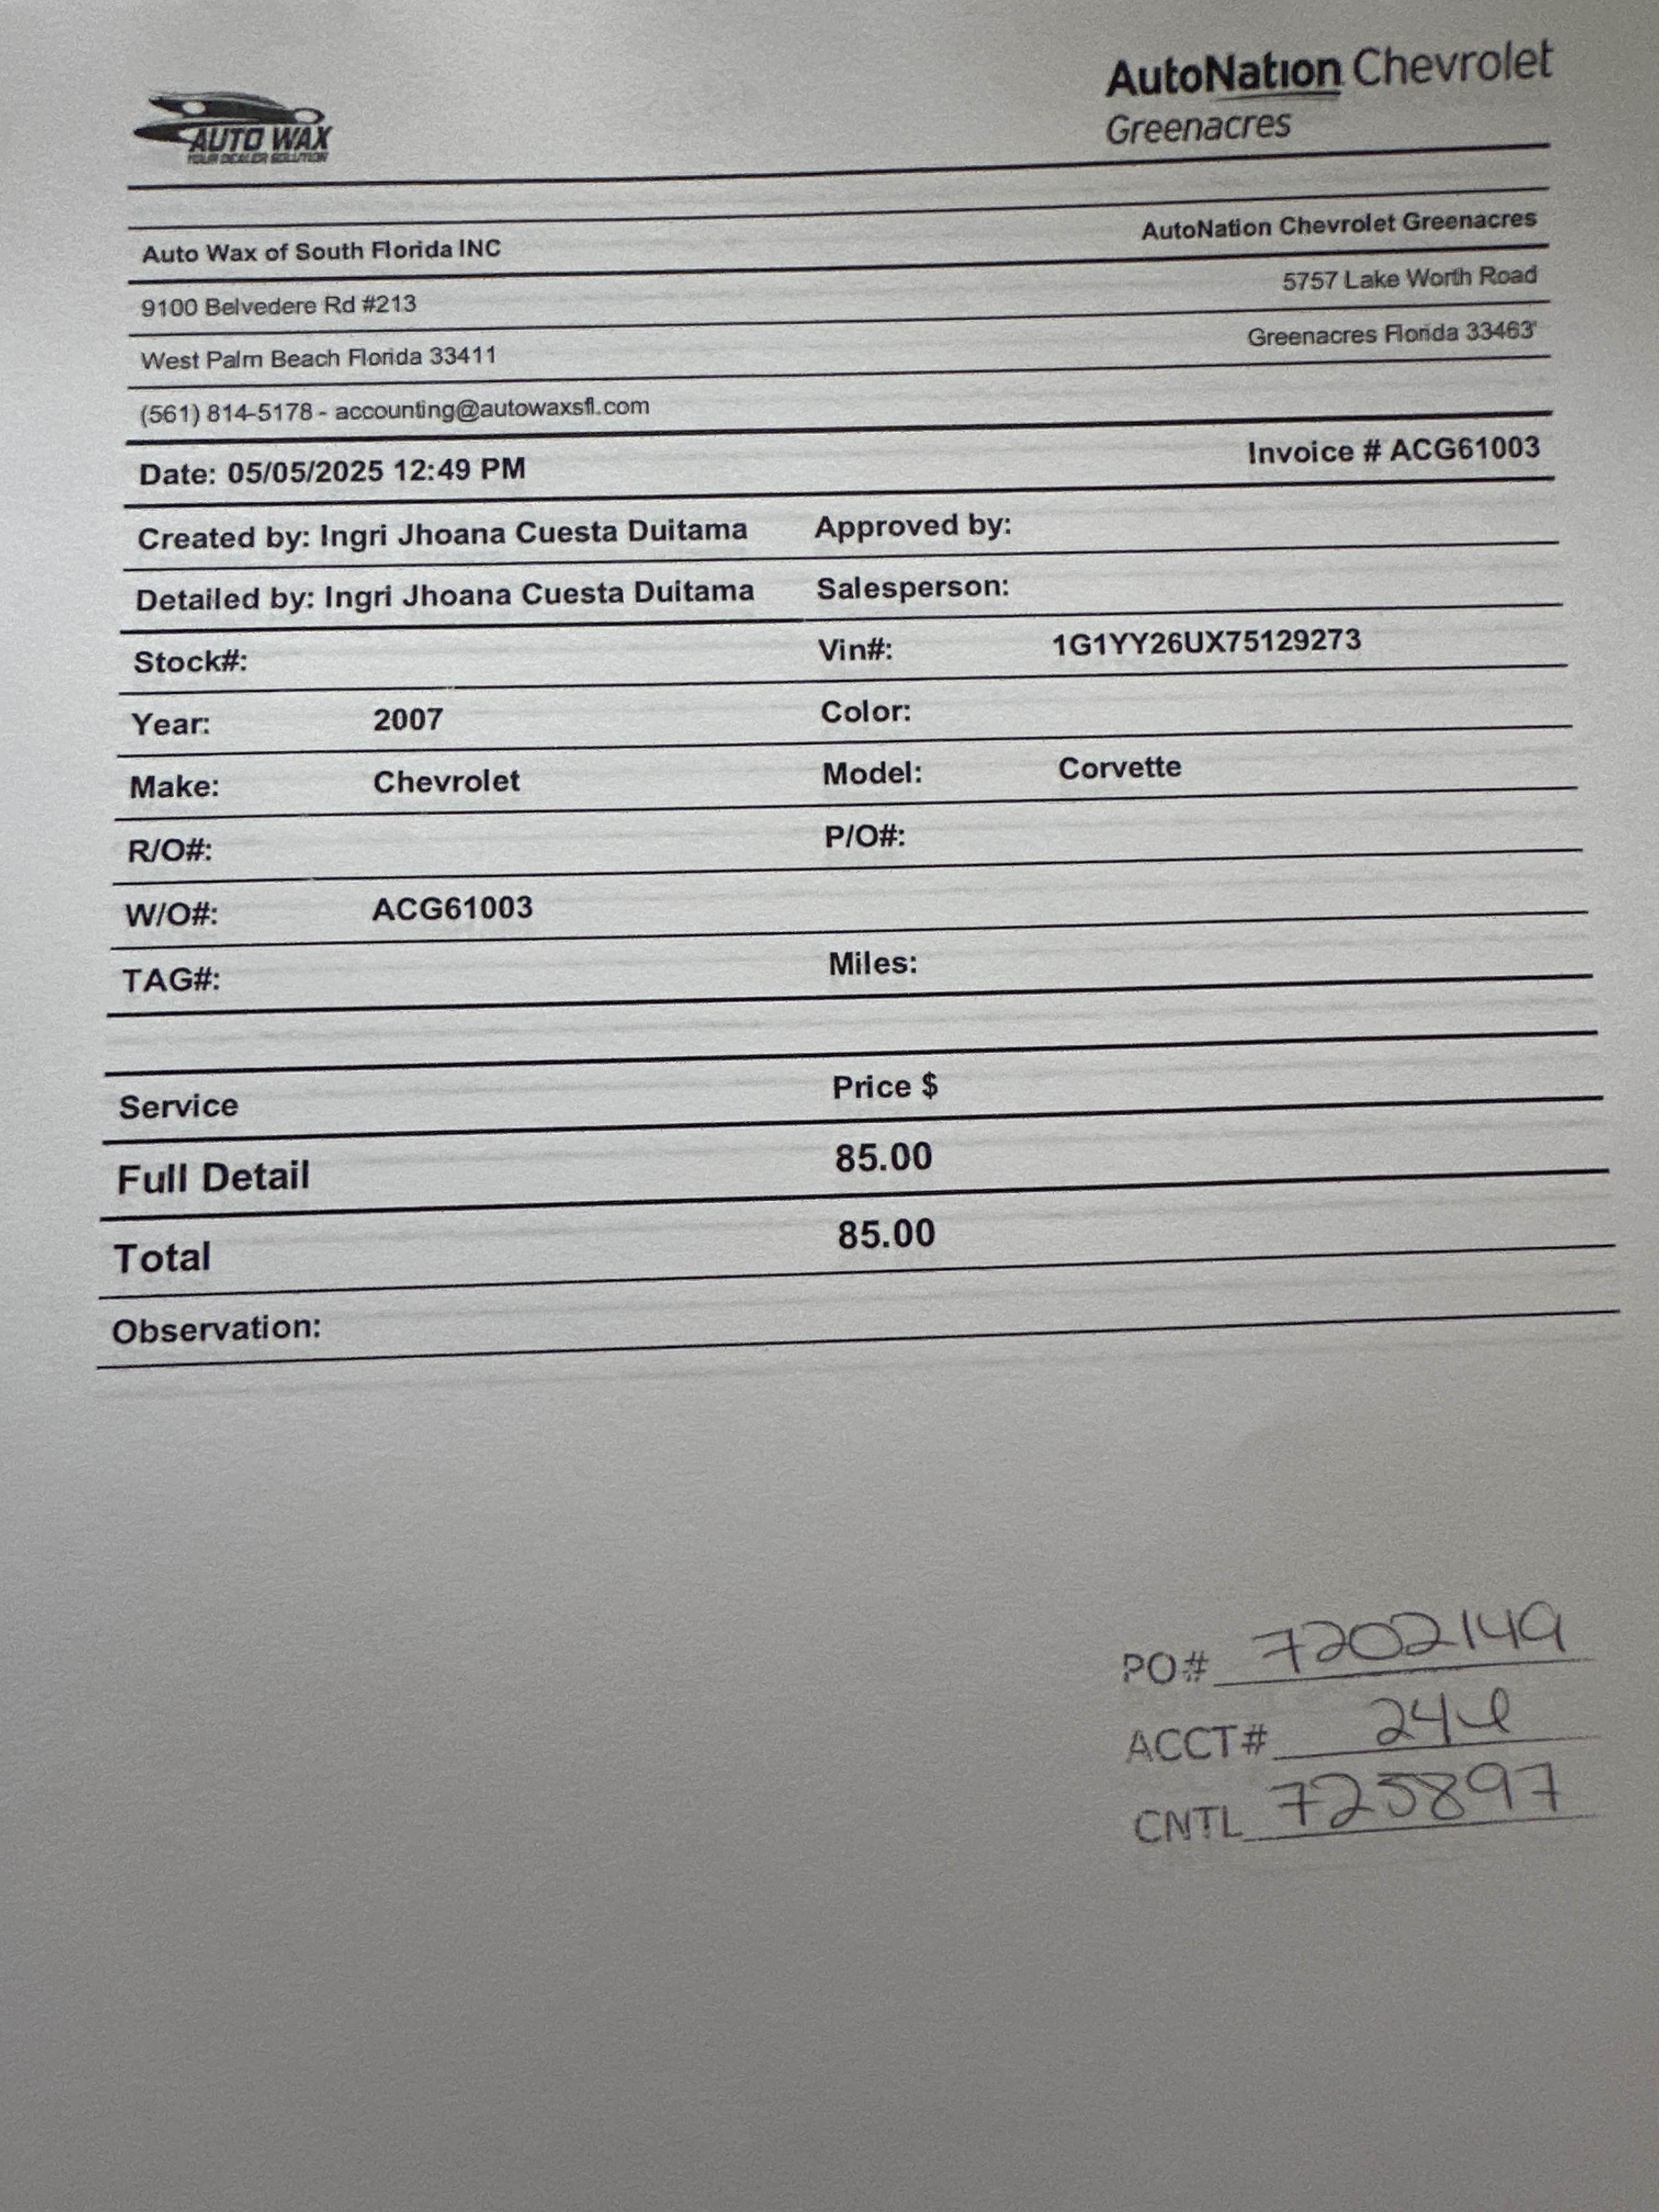 AutoNation Chevrolet
Greenacres
AUTO WAX
YOUR DEALER SOLUTION
Auto Wax of South Florida INC AutoNation Chevrolet Greenacres
9100 Belvedere Rd #213 5757 Lake Worth Road
West Palm Beach Florida 33411 Greenacres Florida 33463
(561) 814-5178 - accounting@autowaxsfl.com
Date: 05/05/2025 12:49 PM Invoice # ACG61003
Created by: Ingri Jhoana Cuesta Duitama Approved by:
Detailed by: Ingri Jhoana Cuesta Duitama Salesperson:
Stock#: Vin#: 1G1YY26UX75129273
Year: 2007 Color:
Make: Chevrolet Model: Corvette
R/O#: P/O#:
W/O#: ACG61003
TAG#: Miles:
Service Price $
Full Detail 85.00
Total 85.00
Observation:
PO# 7202149
ACCT#
CNTL 725897